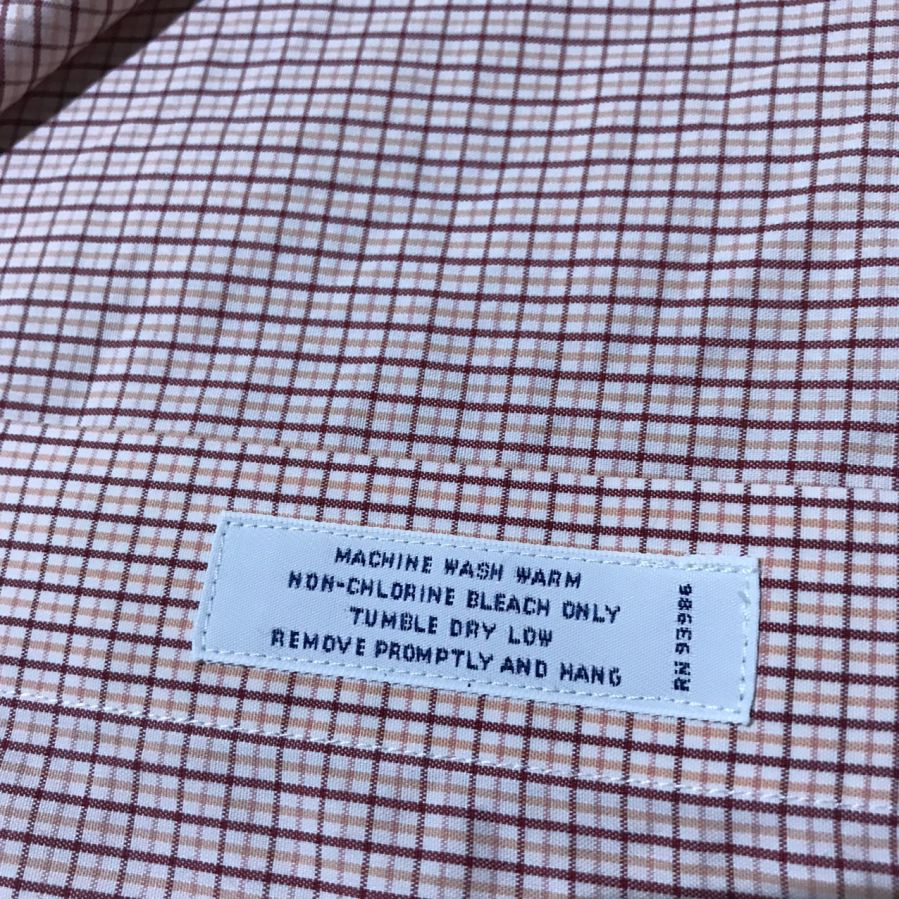 MACHINE WASH WARM
NON-CHLORINE BLEACH ONLY
TUMBLE DRY LOW
REMOVE PROMPTLY AND HANG
RN 93986